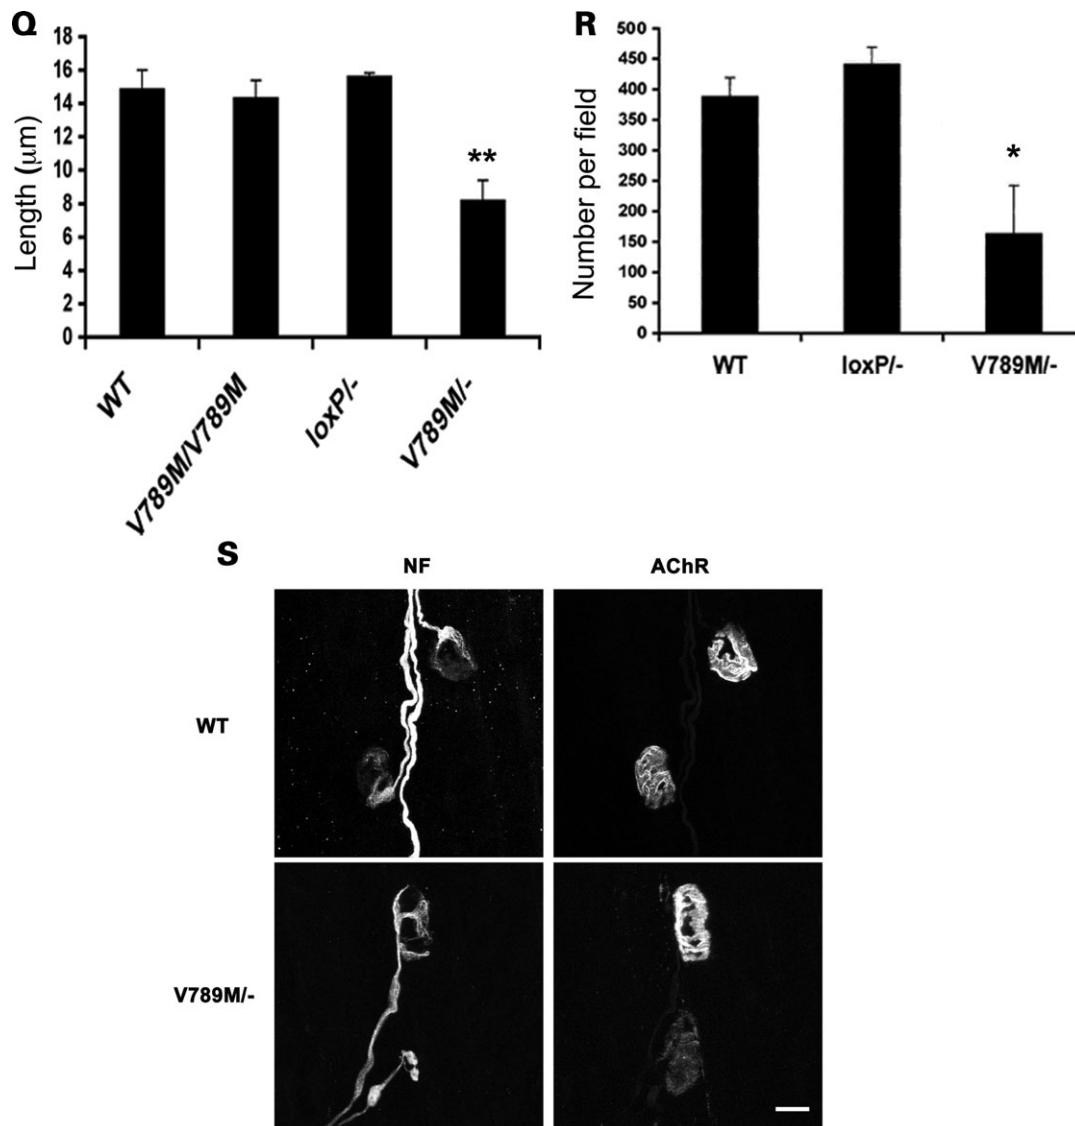 Q
Length (μm)
18
16
14
12
10
8
6
4
2
0
**
WT
V789M/V789M
loxP/-
V789M/-
R
Number per field
500
450
400
350
300
250
200
150
100
50
0
*
WT
loxP/-
V789M/-
S
NF
AChR
WT
V789M/-